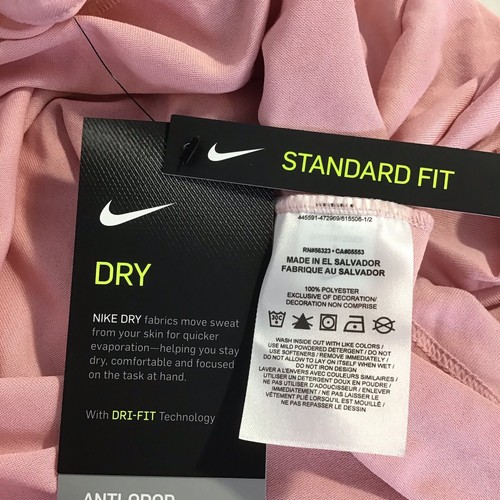 STANDARD FIT
DRY
NIKE DRY fabrics move sweat
from your skin for quicker
evaporation—helping you stay
dry, comfortable and focused
on the task at hand.
With DRI-FIT Technology
ANTI-ODOR
445591-472969/615506-1/2
RN#56323 • CA#05553
MADE IN EL SALVADOR
FABRIQUE AU SALVADOR
100% POLYESTER
EXCLUSIVE OF DECORATION/
DECORATION NON COMPRISE
WASH INSIDE OUT WITH LIKE COLORS /
USE MILD POWDERED DETERGENT / DO NOT
USE SOFTENERS / REMOVE IMMEDIATELY /
DO NOT ALLOW TO LAY ON ITSELF WHEN WET /
DO NOT IRON DESIGN
LAVER A L'ENVERS AVEC COULEURS SIMILAIRES /
UTILISER UN DETERGENT DOUX EN POUDRE /
NE PAS UTILISER D'ADOUCISSEUR / ENLEVER
IMMEDIATEMENT / NE PAS LAISSER LE
VÊTEMENT PLIÉ LORSQU'IL EST MOUILLÉ /
NE PAS REPASSER LE DESSIN